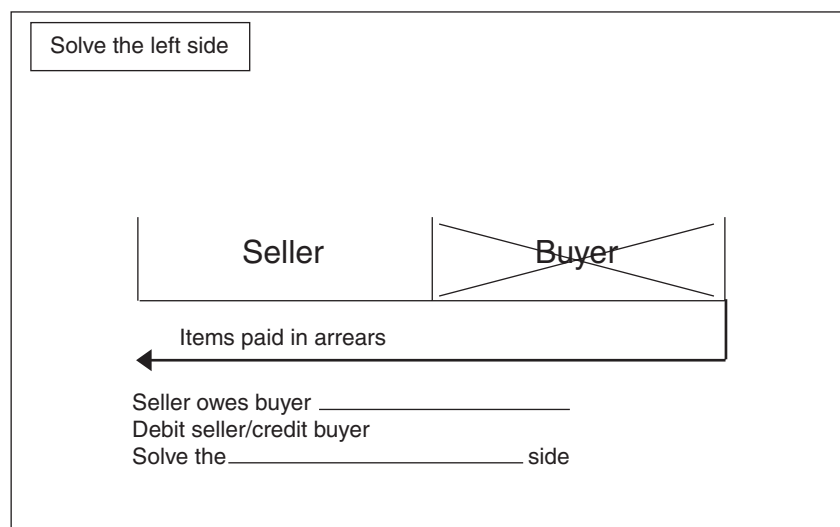 Solve the left side
Seller Buyer
Items paid in arrears
Seller owes buyer
Debit seller/credit buyer
Solve the side